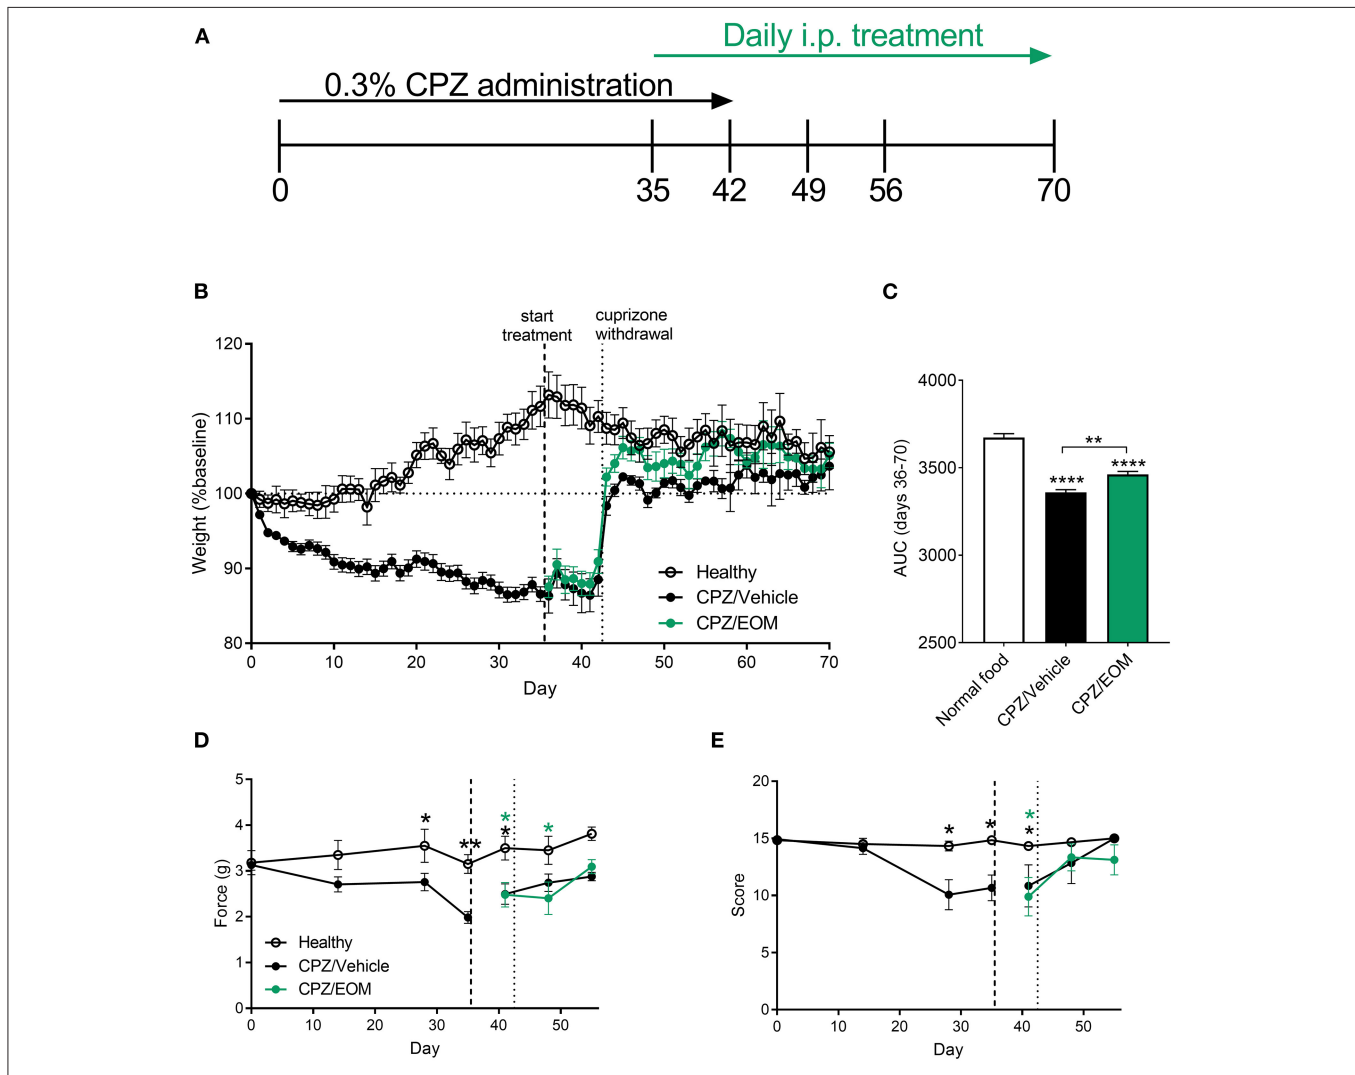 A
Daily i.p. treatment
0.3% CPZ administration
0 35 42 49 56 70
B
start treatment
cuprizone withdrawal
Weight (%baseline)
120
110
100
90
80
Healthy
CPZ/Vehicle
CPZ/EOM
0 10 20 30 40 50 60 70
Day
C
AUC (days 36-70)
4000
3500
3000
2500
**
****
****
Normal food
CPZ/Vehicle
CPZ/EOM
D
Force (g)
5
4
3
2
1
0
*
**
*
*
*
Healthy
CPZ/Vehicle
CPZ/EOM
0 10 20 30 40 50
Day
E
Score
20
15
10
5
0
*
*
*
*
0 10 20 30 40 50
Day